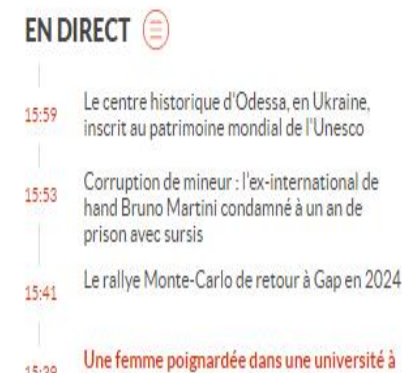 EN DIRECT
15:59
Le centre historique d'Odessa, en Ukraine,
inscrit au patrimoine mondial de l'Unesco
15:53
Corruption de mineur : l'ex-international de
hand Bruno Martini condamné à un an de
prison avec sursis
15:41
Le rallye Monte-Carlo de retour à Gap en 2024
Une femme poignardée dans une université à